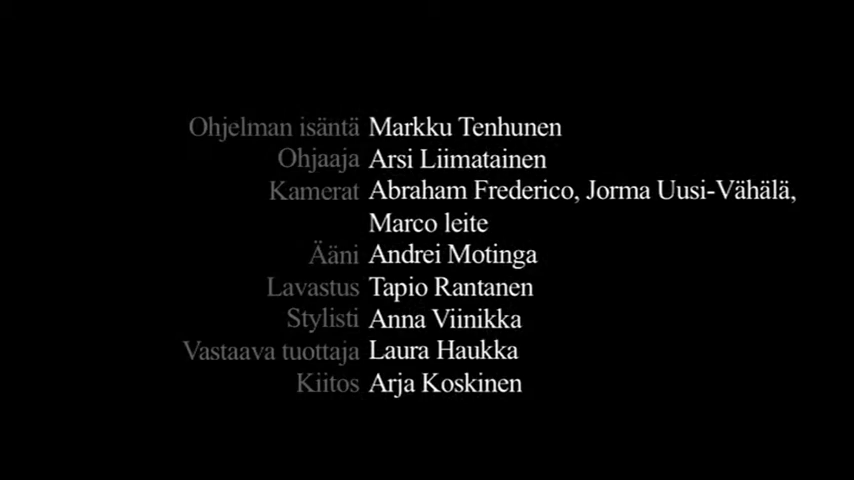 Ohjelman isäntä Markku Tenhunen
Ohjaaja Arsi Liimatainen
Kamerat Abraham Frederico, Jorma Uusi-Vähälä,
Marco leite
Ääni Andrei Motinga
Lavastus Tapio Rantanen
Stylisti Anna Viinikka
Vastaava tuottaja Laura Haukka
Kiitos Arja Koskinen